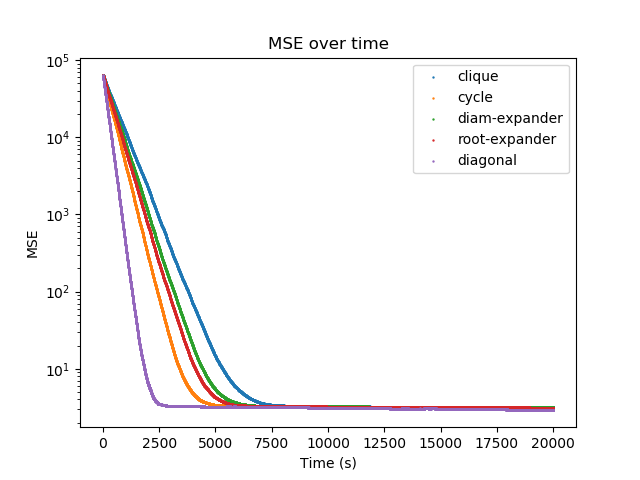 MSE over time
10^5
10^4
10^3
10^2
10^1
MSE
clique
cycle
diam-expander
root-expander
diagonal
0 2500 5000 7500 10000 12500 15000 17500 20000
Time (s)